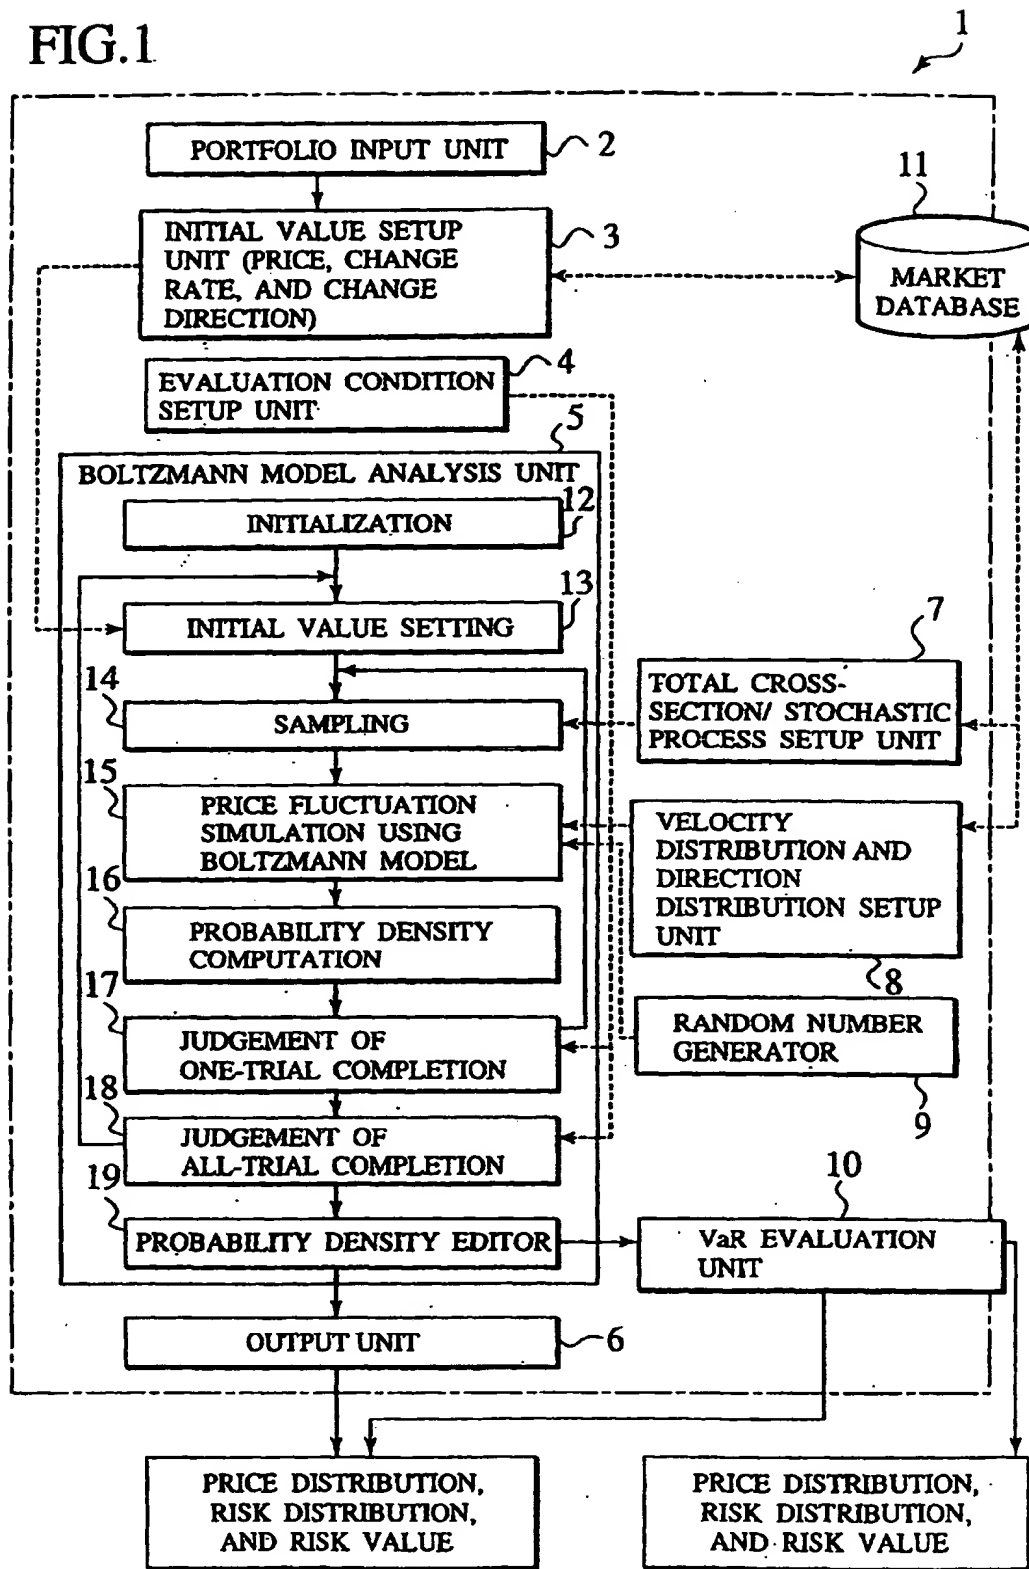 FIG.1
1
PORTFOLIO INPUT UNIT
2
11
INITIAL VALUE SETUP
UNIT (PRICE, CHANGE
RATE, AND CHANGE
DIRECTION)
3
MARKET
DATABASE
EVALUATION CONDITION
SETUP UNIT
4
5
BOLTZMANN MODEL ANALYSIS UNIT
INITIALIZATION
12
INITIAL VALUE SETTING
13
7
14
SAMPLING
TOTAL CROSS-
SECTION/ STOCHASTIC
PROCESS SETUP UNIT
15
PRICE FLUCTUATION
SIMULATION USING
BOLTZMANN MODEL
VELOCITY
DISTRIBUTION AND
DIRECTION
DISTRIBUTION SETUP
UNIT
8
16
PROBABILITY DENSITY
COMPUTATION
17
JUDGEMENT OF
ONE-TRIAL COMPLETION
RANDOM NUMBER
GENERATOR
9
18
JUDGEMENT OF
ALL-TRIAL COMPLETION
19
PROBABILITY DENSITY EDITOR
10
VaR EVALUATION
UNIT
OUTPUT UNIT
6
PRICE DISTRIBUTION,
RISK DISTRIBUTION,
AND RISK VALUE
PRICE DISTRIBUTION,
RISK DISTRIBUTION,
AND RISK VALUE